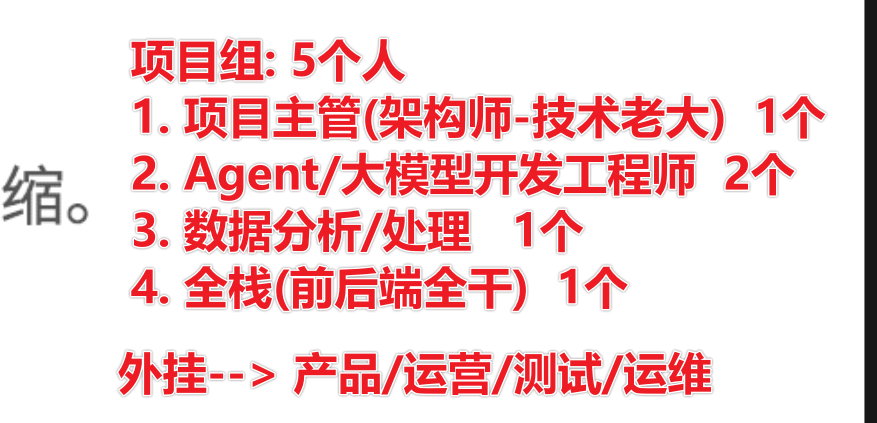 项目组: 5个人
1. 项目主管(架构师-技术老大) 1个
2. Agent/大模型开发工程师 2个
缩。
3. 数据分析/处理 1个
4. 全栈(前后端全干) 1个
外挂--> 产品/运营/测试/运维